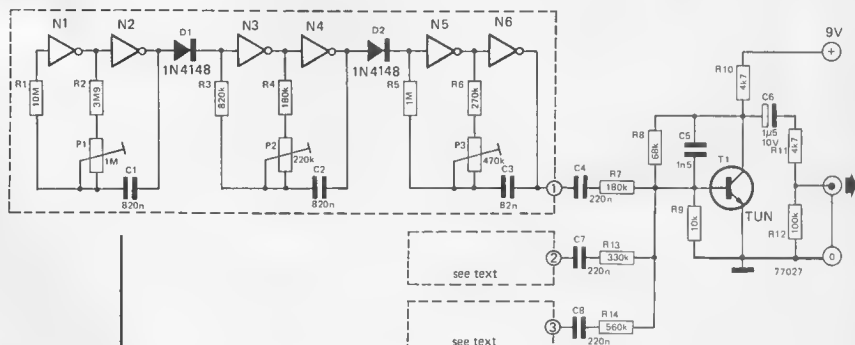 N1
N2
D1
1N4148
N3
N4
D2
1N4148
N5
N6
R1
10M
R2
3M9
P1
1M
C1
820n
R3
820k
R4
180k
P2
220k
C2
820n
R5
1M
R6
270k
P3
470k
C3
82n
1
C4
220n
R7
180k
R8
68k
C5
1n5
R9
10k
T1
TUN
R10
4k7
9V
+
C6
1µ5
10V
R11
4k7
R12
100k
0
77027
see text
2
C7
220n
R13
330k
see text
3
C8
220n
R14
560k